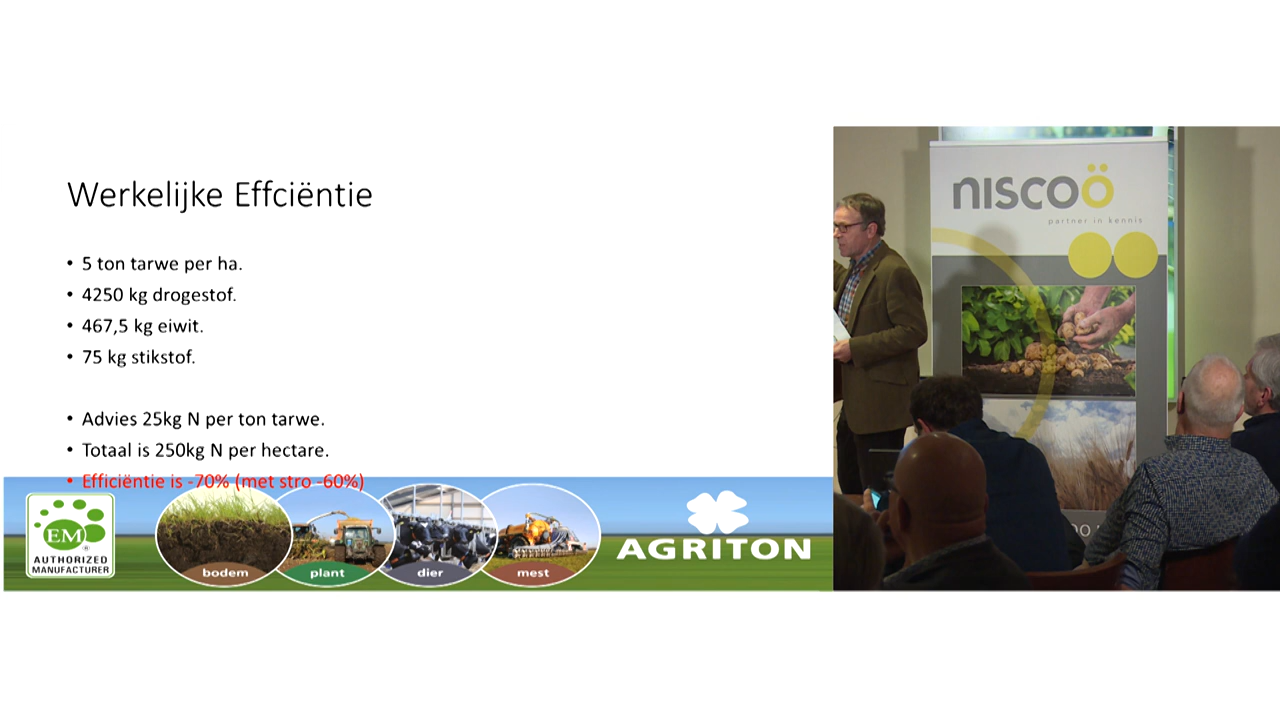 Werkelijke Effciëntie
• 5 ton tarwe per ha.
• 4250 kg drogestof.
• 467,5 kg eiwit.
• 75 kg stikstof.
• Advies 25kg N per ton tarwe.
• Totaal is 250kg N per hectare.
• Efficiëntie is -70% (met stro -60%)
EM®
AUTHORIZED
MANUFACTURER
bodem
plant
dier
mest
AGRITON
niscoö
partner in kennis